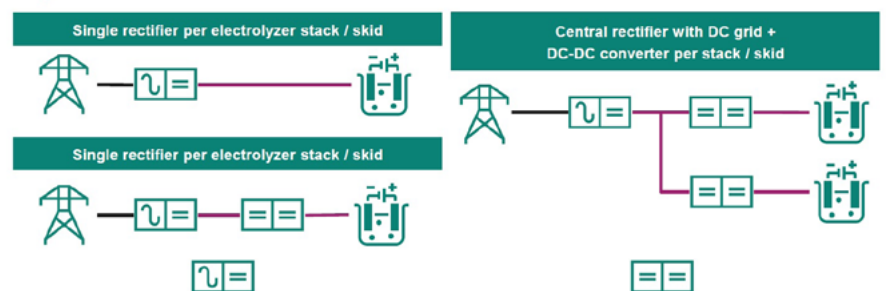 Single rectifier per electrolyzer stack / skid
Single rectifier per electrolyzer stack / skid
Central rectifier with DC grid +
DC-DC converter per stack / skid